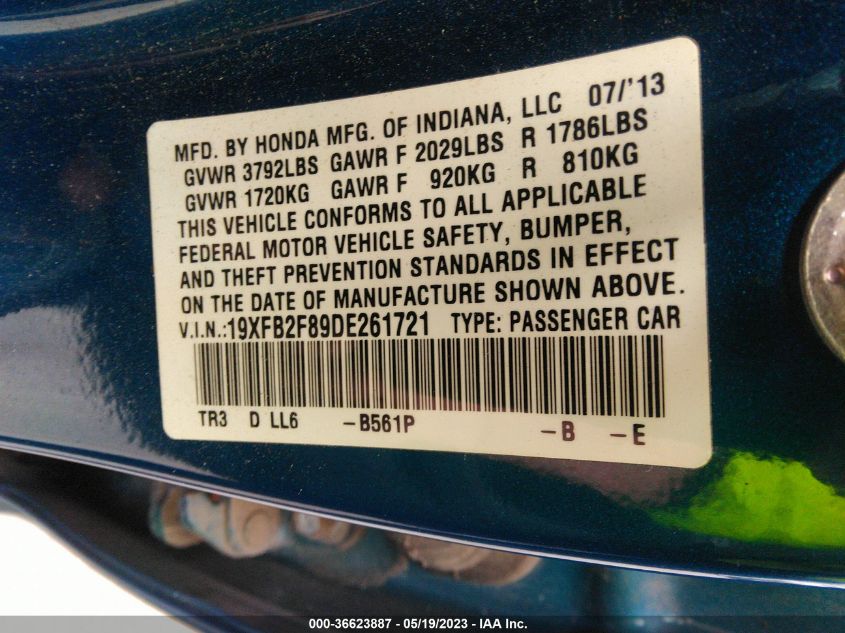 MFD. BY HONDA MFG. OF INDIANA, LLC 07/'13
GVWR 3792LBS GAWR F 2029LBS R 1786LBS
GVWR 1720KG GAWR F 920KG R 810KG
THIS VEHICLE CONFORMS TO ALL APPLICABLE
FEDERAL MOTOR VEHICLE SAFETY, BUMPER,
AND THEFT PREVENTION STANDARDS IN EFFECT
ON THE DATE OF MANUFACTURE SHOWN ABOVE.
V.I.N.:19XFB2F89DE261721 TYPE: PASSENGER CAR
TR3 D LL6 -B561P -B -E
000-36623887 - 05/19/2023 - IAA Inc.